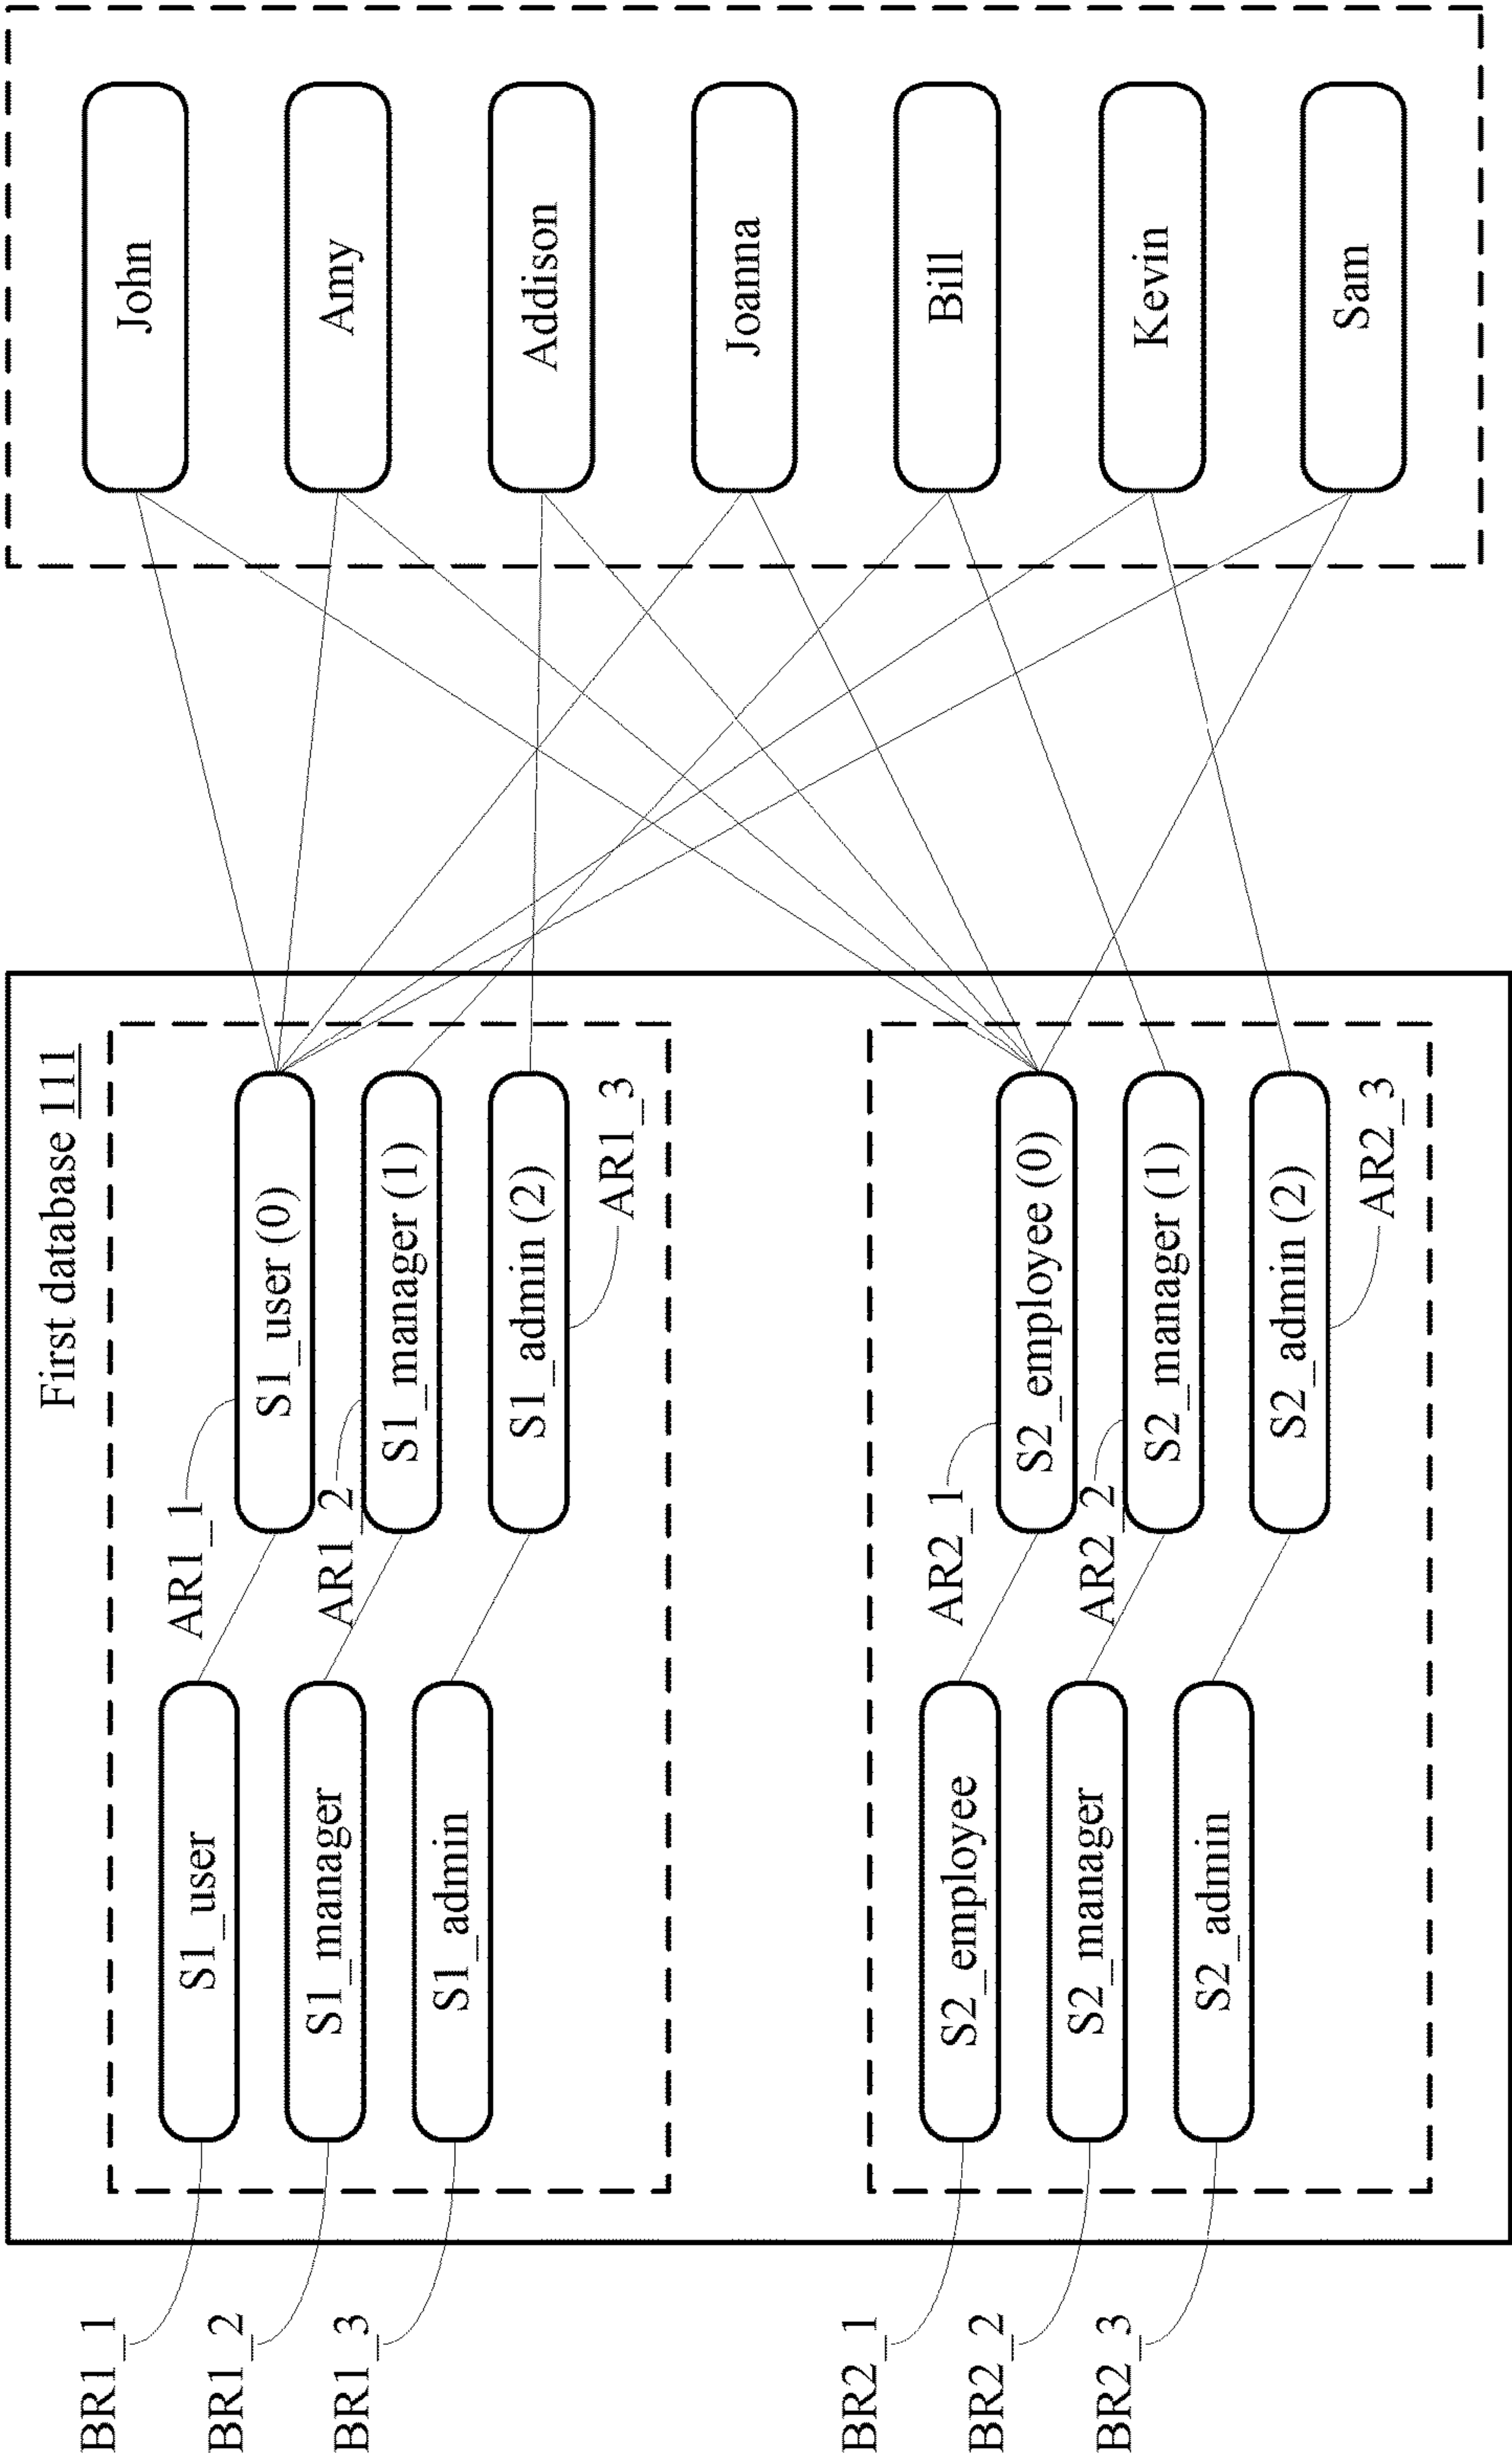 First database 111
BR1_1
S1_user
AR1_1
S1_user (0)
BR1_2
S1_manager
AR1_2
S1_manager (1)
BR1_3
S1_admin
S1_admin (2)
AR1_3
BR2_1
S2_employee
AR2_1
S2_employee (0)
BR2_2
S2_manager
AR2_2
S2_manager (1)
BR2_3
S2_admin
S2_admin (2)
AR2_3
John
Amy
Addison
Joanna
Bill
Kevin
Sam